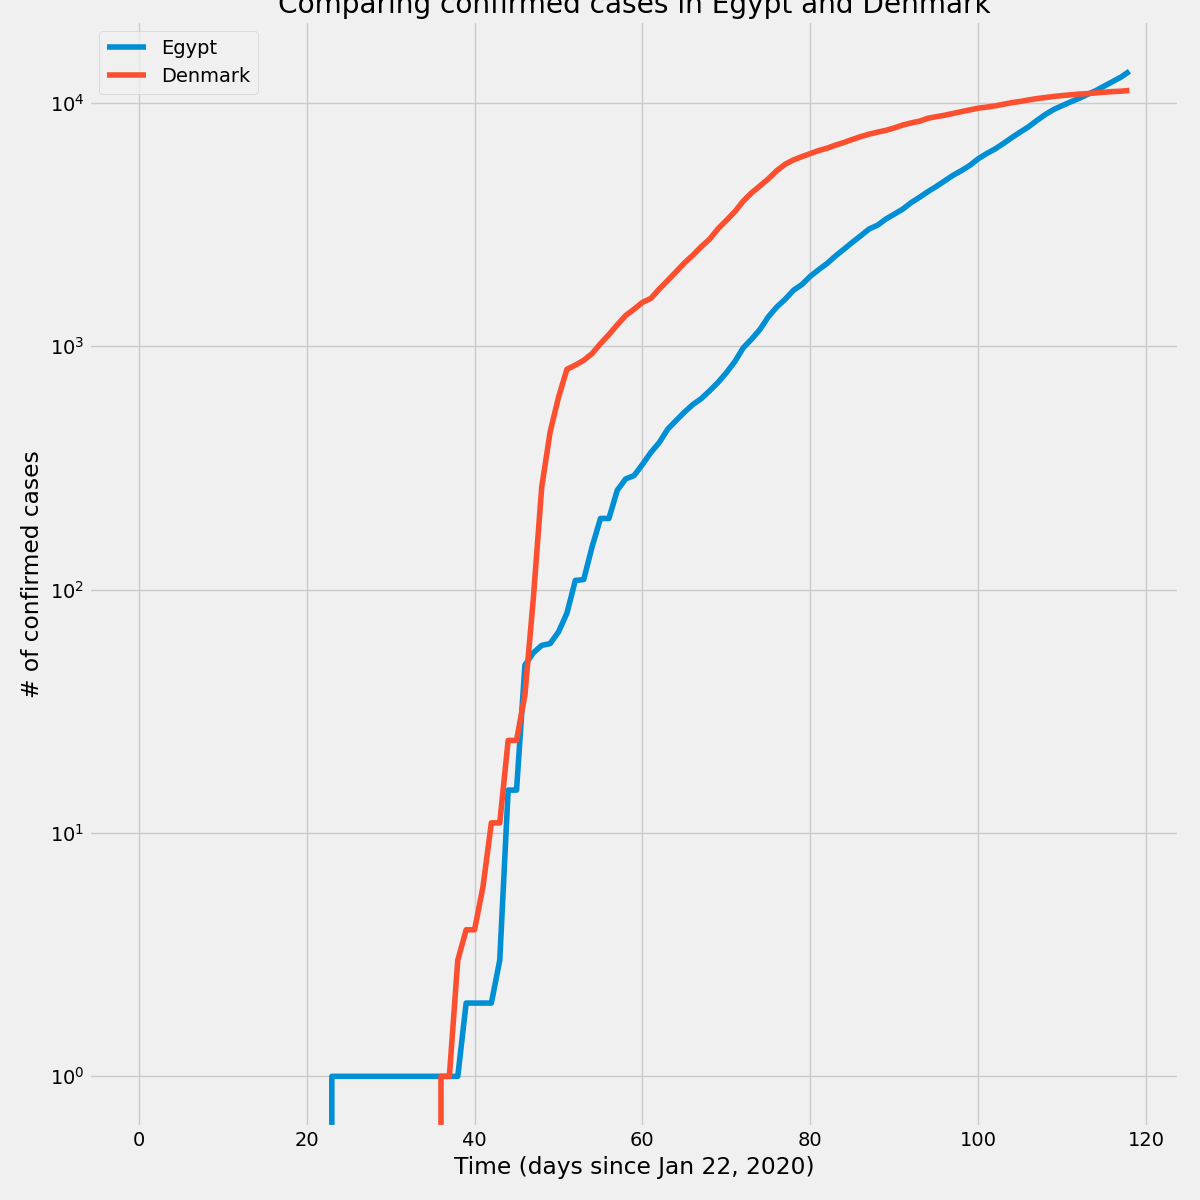 Comparing confirmed cases in Egypt and Denmark
Egypt
Denmark
10⁴
10³
10²
10¹
10⁰
# of confirmed cases
0 20 40 60 80 100 120
Time (days since Jan 22, 2020)